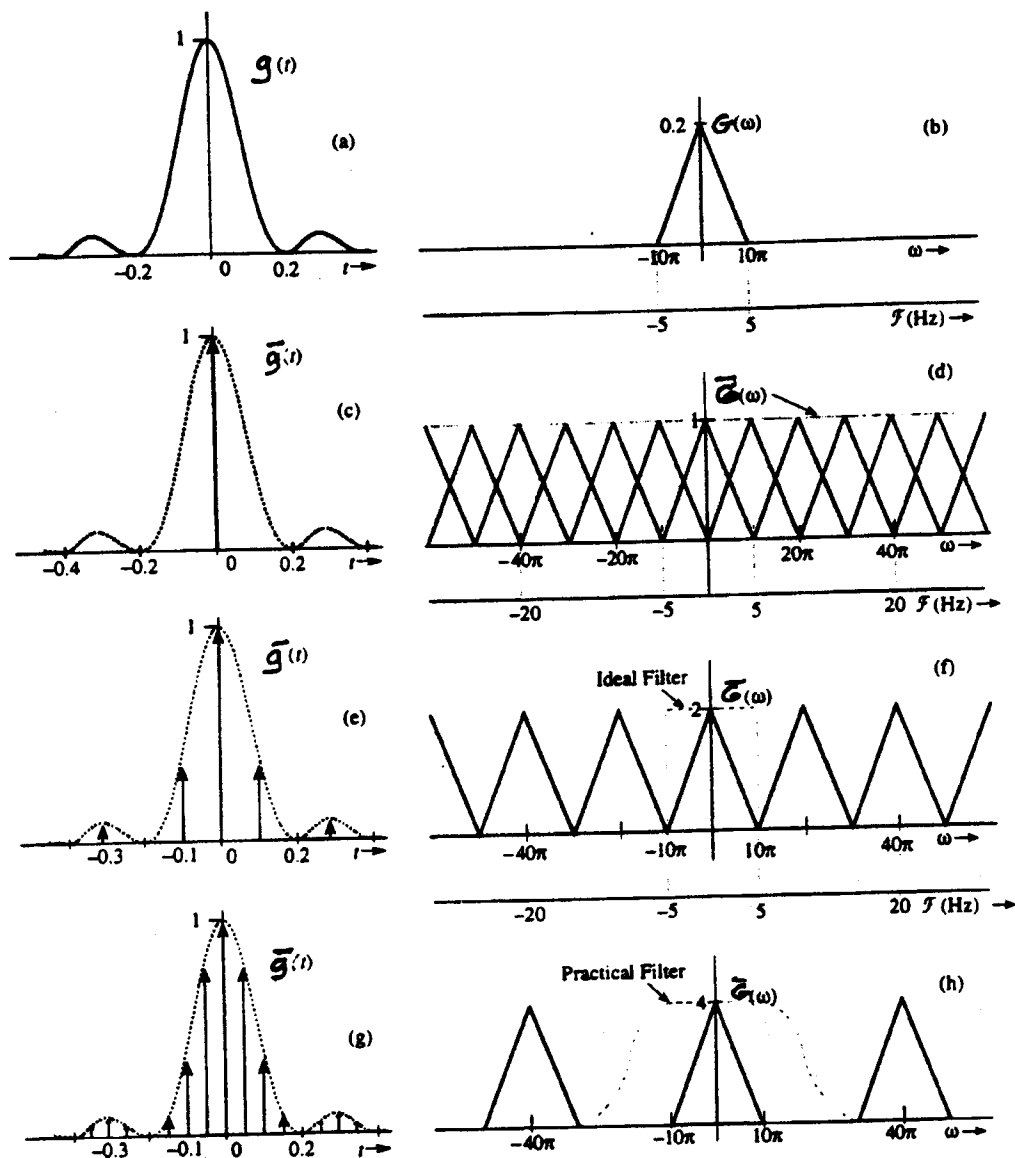 1
g(t)
(a)
−0.2 0 0.2 t→
0.2 G(ω) (b)
−10π 10π ω→
−5 5 ℱ(Hz) →
1
g̅(t)
(c)
−0.4 −0.2 0 0.2 t→
G̅(ω) (d)
1
−40π −20π 20π 40π ω→
−20 −5 5 20 ℱ(Hz) →
1
g̅(t)
(e)
−0.3 −0.1 0 0.2 t→
Ideal Filter (f)
2 G̅(ω)
−40π −10π 10π 40π ω→
−20 −5 5 20 ℱ(Hz) →
1
g̅(t)
(g)
−0.3 −0.1 0 0.2 t→
Practical Filter (h)
4 G̅(ω)
−40π −10π 10π 40π ω→